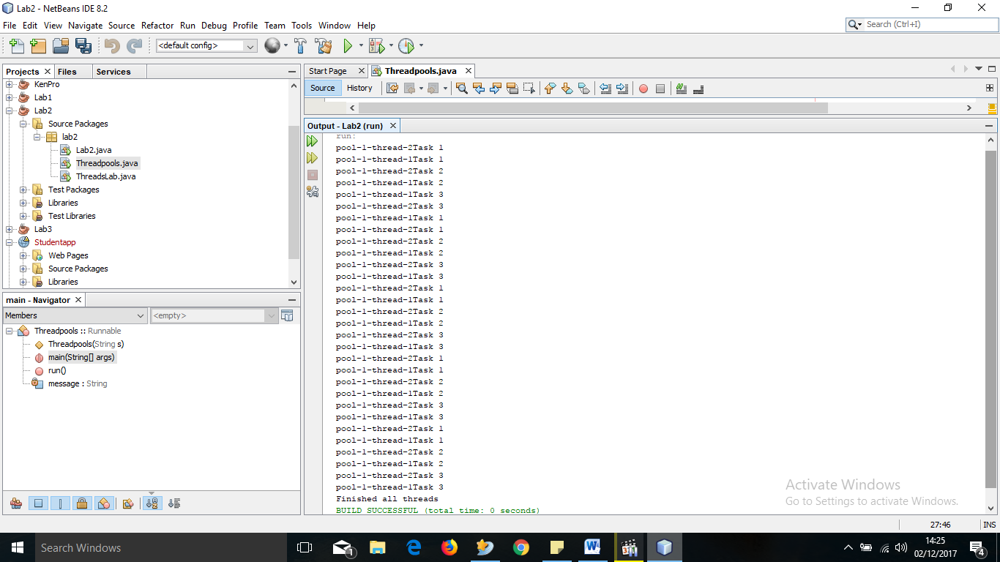 Lab2 - NetBeans IDE 8.2
File Edit View Navigate Source Refactor Run Debug Profile Team Tools Window Help
Search (Ctrl+I)
<default config>
Projects Files Services
KenPro
Lab1
Lab2
Source Packages
lab2
Lab2.java
Threadpools.java
ThreadsLab.java
Test Packages
Libraries
Test Libraries
Lab3
Studentapp
Web Pages
Source Packages
Libraries
main - Navigator
Members
<empty>
Threadpools :: Runnable
Threadpools(String s)
main(String[] args)
run()
message : String
Start Page Threadpools.java
Source History
Output - Lab2 (run)
run:
pool-1-thread-2Task 1
pool-1-thread-1Task 1
pool-1-thread-2Task 2
pool-1-thread-1Task 2
pool-1-thread-1Task 3
pool-1-thread-2Task 3
pool-1-thread-1Task 1
pool-1-thread-2Task 1
pool-1-thread-2Task 2
pool-1-thread-1Task 2
pool-1-thread-2Task 3
pool-1-thread-1Task 3
pool-1-thread-2Task 1
pool-1-thread-1Task 1
pool-1-thread-2Task 2
pool-1-thread-1Task 2
pool-1-thread-2Task 3
pool-1-thread-1Task 3
pool-1-thread-2Task 1
pool-1-thread-1Task 1
pool-1-thread-2Task 2
pool-1-thread-1Task 2
pool-1-thread-2Task 3
pool-1-thread-1Task 3
pool-1-thread-2Task 1
pool-1-thread-1Task 1
pool-1-thread-2Task 2
pool-1-thread-1Task 2
pool-1-thread-2Task 3
pool-1-thread-1Task 3
Finished all threads
BUILD SUCCESSFUL (total time: 0 seconds)
Activate Windows
Go to Settings to activate Windows.
27:46 INS
Search Windows
1
14:25
02/12/2017
4